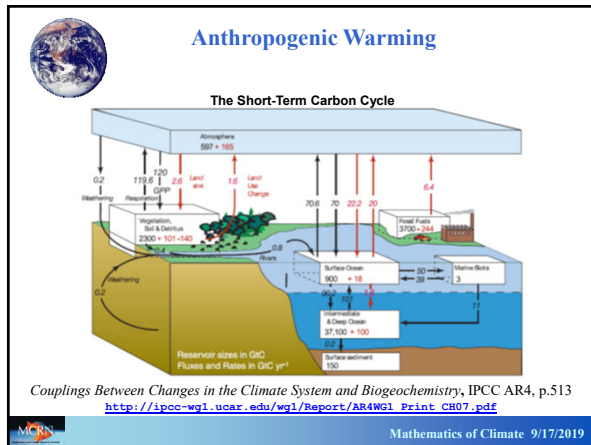 Anthropogenic Warming
The Short-Term Carbon Cycle
Atmosphere
597 + 165
0.2
Weathering
119.6
Respiration
120
GPP
2.6
Land
sink
1.6
Land
Use
Change
70.6
70
22.2
20
6.4
Vegetation,
Soil & Detritus
2300 + 101 -140
Fossil Fuels
3700 - 244
0.4
0.8
Rivers
Weathering
0.2
Surface Ocean
900 + 18
50
39
Marine Biota
3
90.2
101
1.6
11
Intermediate
& Deep Ocean
37,100 + 100
0.2
Surface sediment
150
Reservoir sizes in GtC
Fluxes and Rates in GtC yr-1
Couplings Between Changes in the Climate System and Biogeochemistry, IPCC AR4, p.513
http://ipcc-wg1.ucar.edu/wg1/Report/AR4WG1_Print_CH07.pdf
MCRN
Mathematics of Climate 9/17/2019